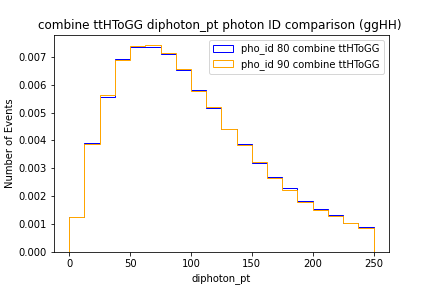 combine ttHToGG diphoton_pt photon ID comparison (ggHH)
pho_id 80 combine ttHToGG
pho_id 90 combine ttHToGG
Number of Events
0.007
0.006
0.005
0.004
0.003
0.002
0.001
0.000
0 50 100 150 200 250
diphoton_pt